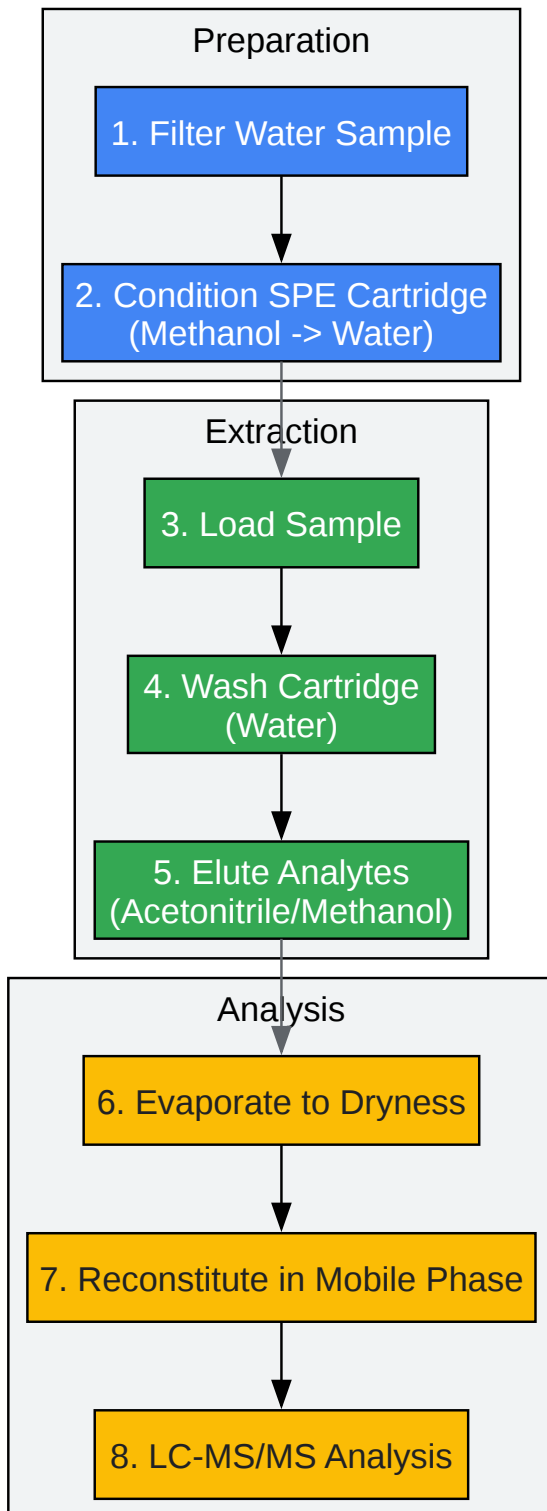 Preparation
1. Filter Water Sample
2. Condition SPE Cartridge
(Methanol -> Water)
Extraction
3. Load Sample
4. Wash Cartridge
(Water)
5. Elute Analytes
(Acetonitrile/Methanol)
Analysis
6. Evaporate to Dryness
7. Reconstitute in Mobile Phase
8. LC-MS/MS Analysis